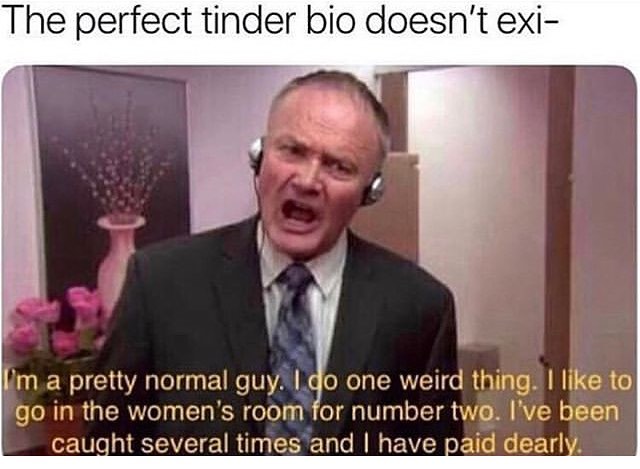 The perfect tinder bio doesn't exi-
I'm a pretty normal guy. I do one weird thing. I like to
go in the women's room for number two. I've been
caught several times and I have paid dearly.